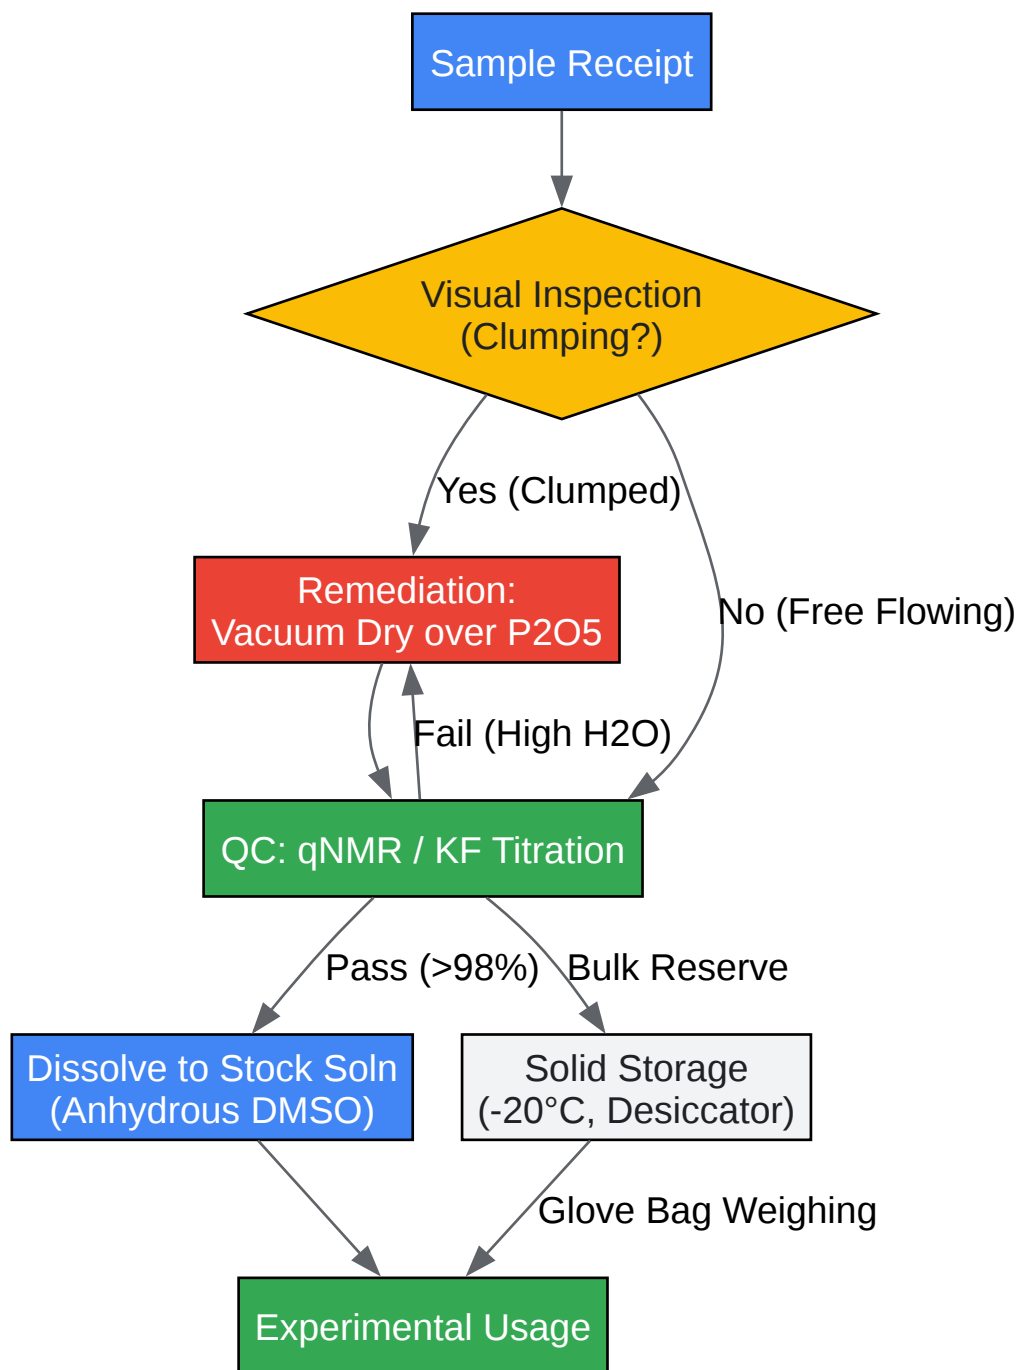 Sample Receipt
Visual Inspection
(Clumping?)
Yes (Clumped)
Remediation:
Vacuum Dry over P2O5
No (Free Flowing)
Fail (High H2O)
QC: qNMR / KF Titration
Pass (>98%)
Bulk Reserve
Dissolve to Stock Soln
(Anhydrous DMSO)
Solid Storage
(-20°C, Desiccator)
Glove Bag Weighing
Experimental Usage